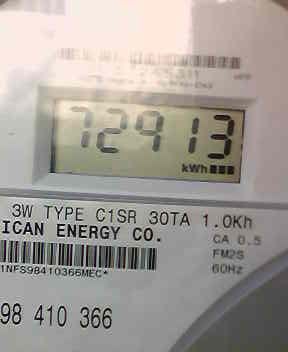 72913
kWh
3W TYPE C1SR 30TA 1.0Kh
ICAN ENERGY CO.
CA 0.5
FM2S
60Hz
1NFS98410366MEC*
98 410 366